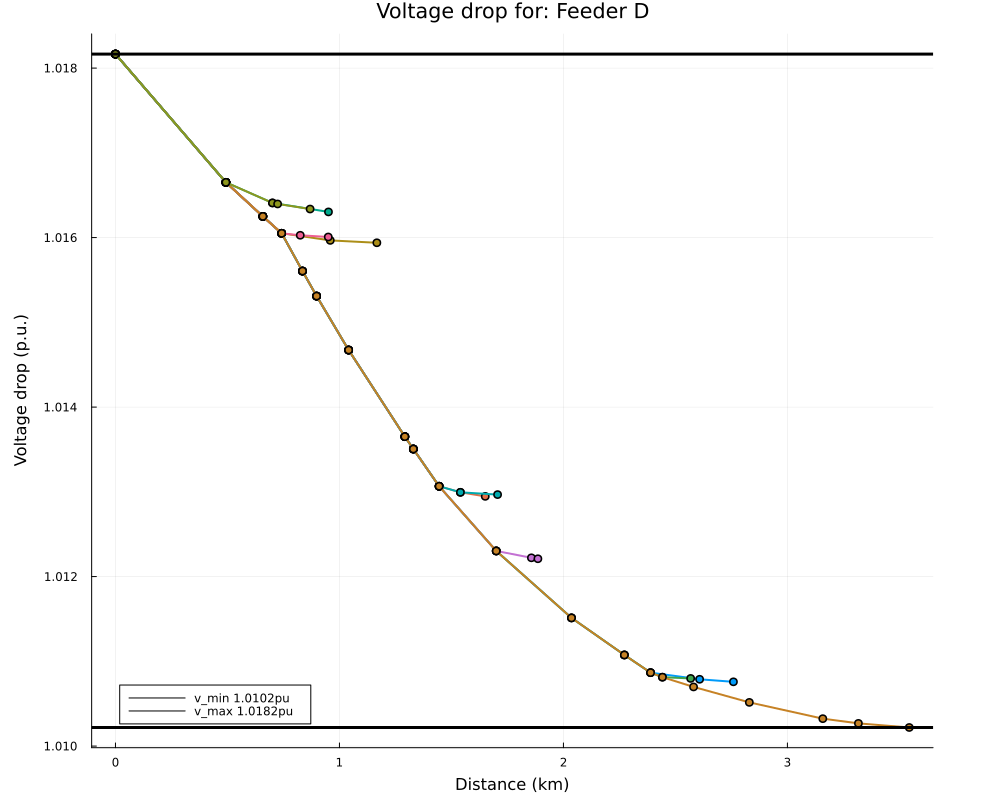 Voltage drop for: Feeder D
Voltage drop (p.u.)
1.018
1.016
1.014
1.012
1.010
v_min 1.0102pu
v_max 1.0182pu
0 1 2 3
Distance (km)